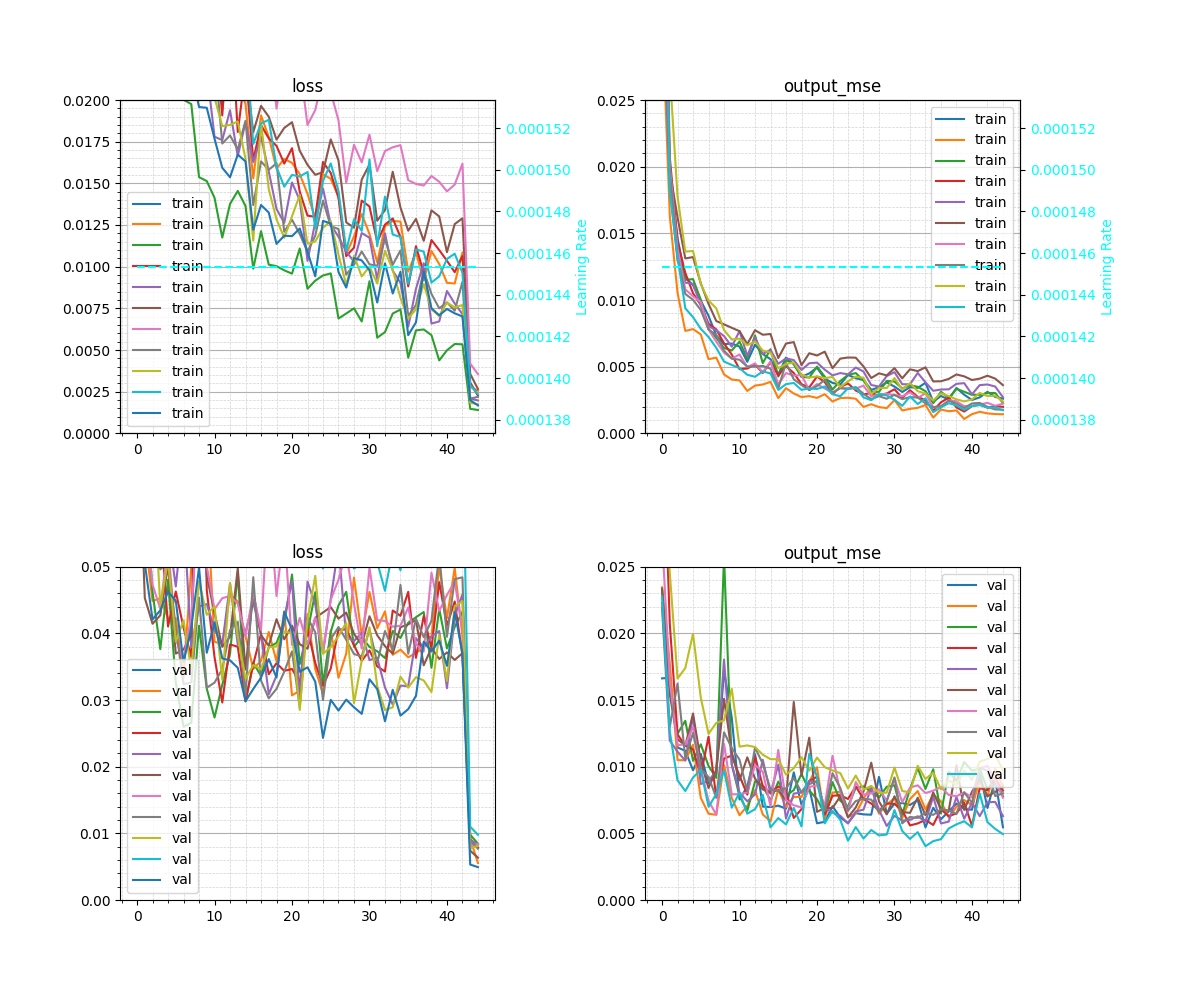 loss
0.0200
0.0175
0.0150
0.0125
0.0100
0.0075
0.0050
0.0025
0.0000
0
10
20
30
40
train
train
train
train
train
train
train
train
train
train
train
0.000152
0.000150
0.000148
0.000146
0.000144
0.000142
0.000140
0.000138
Learning Rate
output_mse
0.025
0.020
0.015
0.010
0.005
0.000
0
10
20
30
40
train
train
train
train
train
train
train
train
train
train
0.000152
0.000150
0.000148
0.000146
0.000144
0.000142
0.000140
0.000138
Learning Rate
loss
0.05
0.04
0.03
0.02
0.01
0.00
0
10
20
30
40
val
val
val
val
val
val
val
val
val
val
val
output_mse
0.025
0.020
0.015
0.010
0.005
0.000
0
10
20
30
40
val
val
val
val
val
val
val
val
val
val